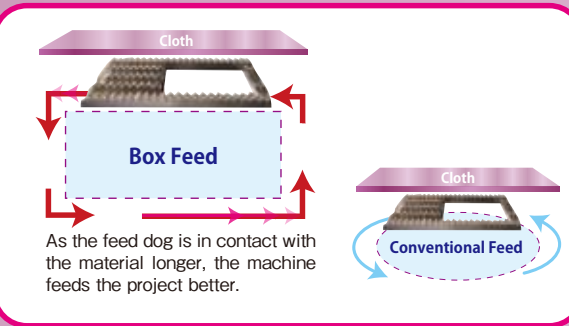 Cloth
Box Feed
As the feed dog is in contact with
the material longer, the machine
feeds the project better.
Cloth
Conventional Feed